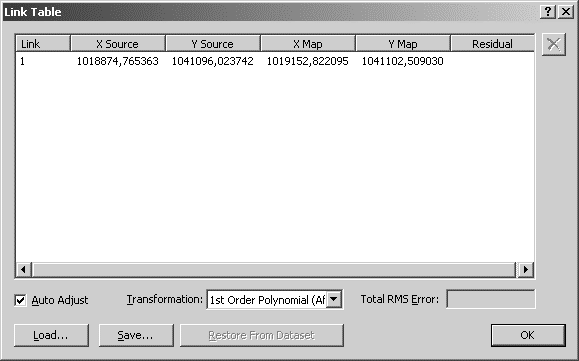 Link Table
Link X Source Y Source X Map Y Map Residual
1 1018874,765363 1041096,023742 1019152,822095 1041102,509030
Auto Adjust Transformation: 1st Order Polynomial (Af Total RMS Error:
Load... Save... Restore From Dataset OK